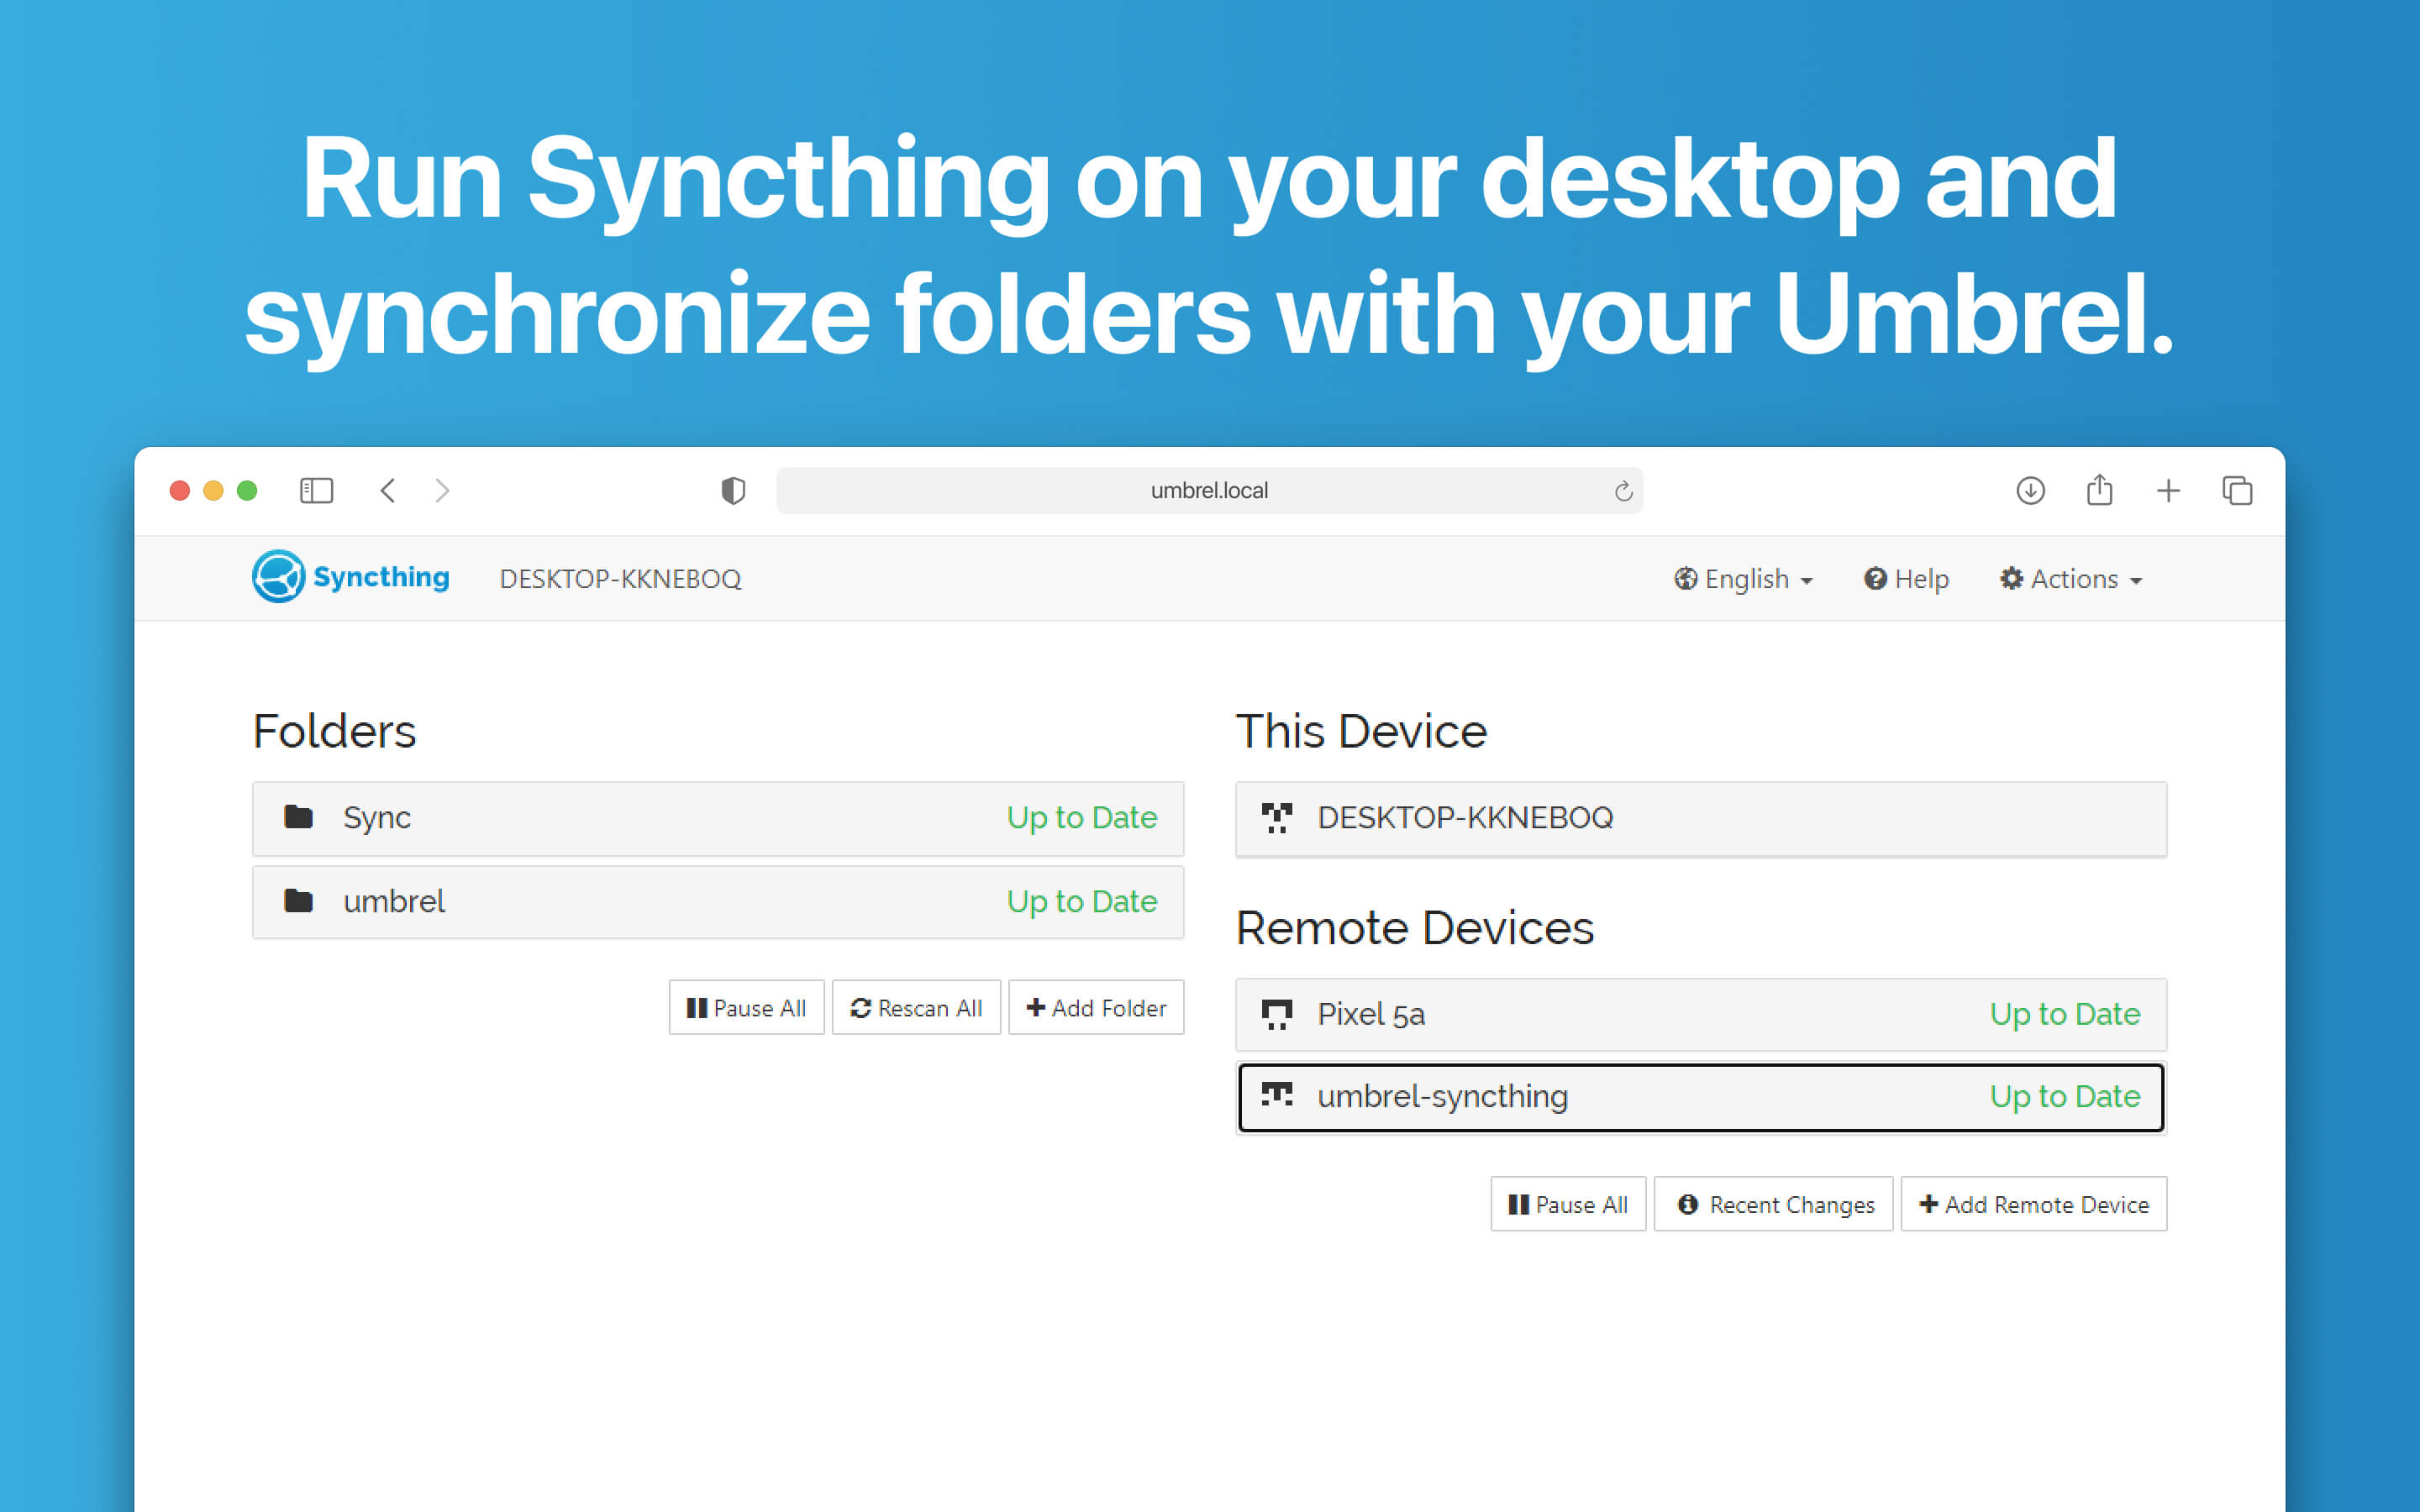 Run Syncthing on your desktop and
synchronize folders with your Umbrel.
umbrel.local
Syncthing DESKTOP-KKNEBOQ English Help Actions
Folders
Sync Up to Date
umbrel Up to Date
Pause All Rescan All Add Folder
This Device
DESKTOP-KKNEBOQ
Remote Devices
Pixel 5a Up to Date
umbrel-syncthing Up to Date
Pause All Recent Changes Add Remote Device